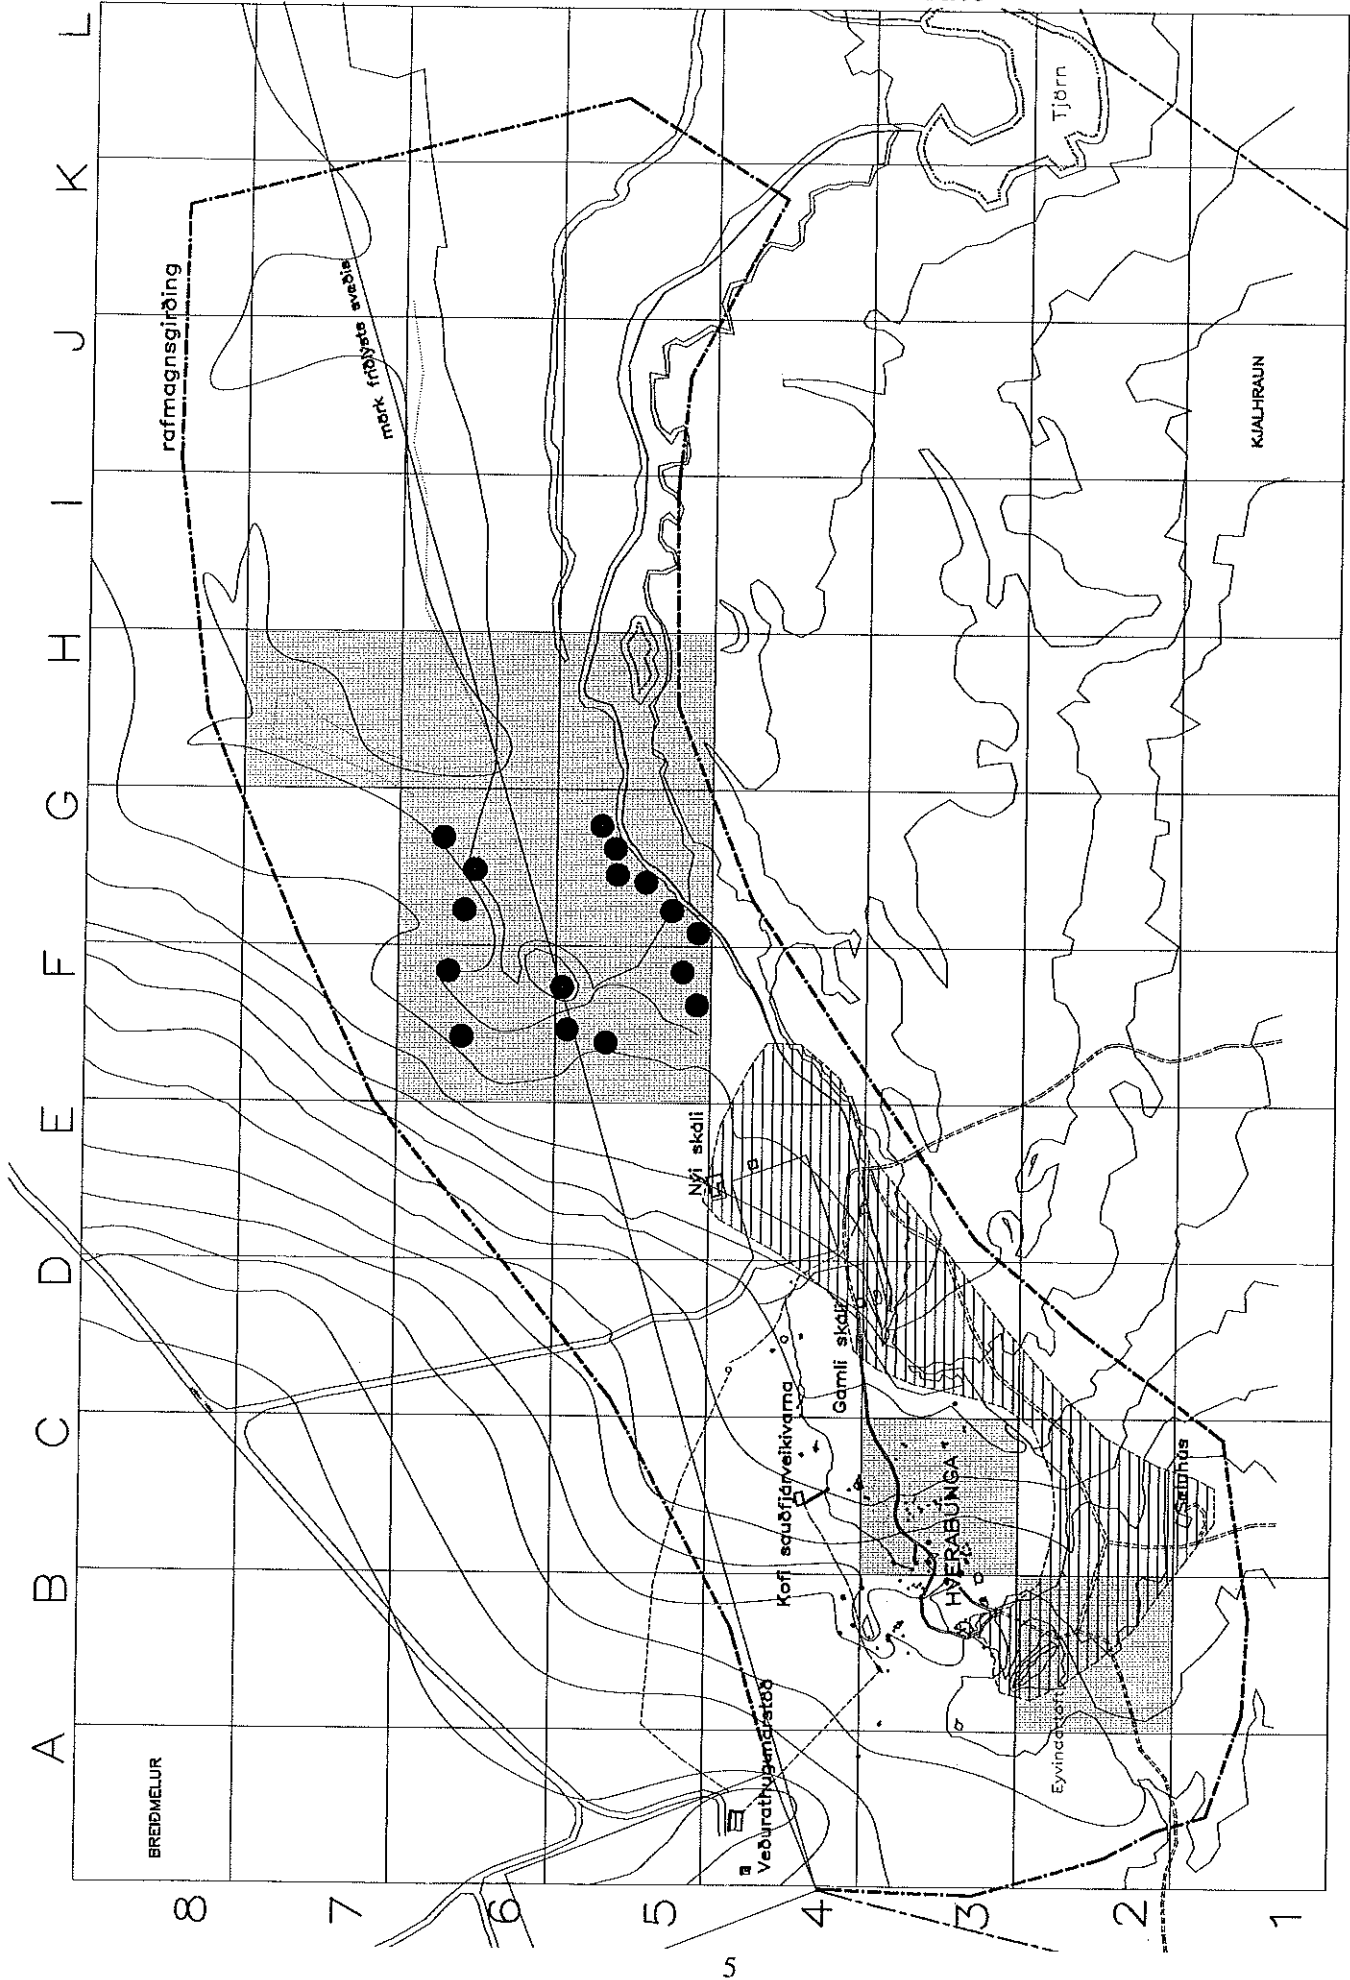 L
K
J
I
H
G
F
E
D
C
B
A
8
7
6
5
4
3
2
1
rafmagnsgirðing
mörk friðlýsts svæðis
Tjörn
KJALHRAUN
Nýi skáli
Gamli skáli
Kofi sauðfjárveikivarna
HVERABUNGA
Sæluhús
Eyvindartóft
Veðurathugunarstöð
BREIÐMELUR
5